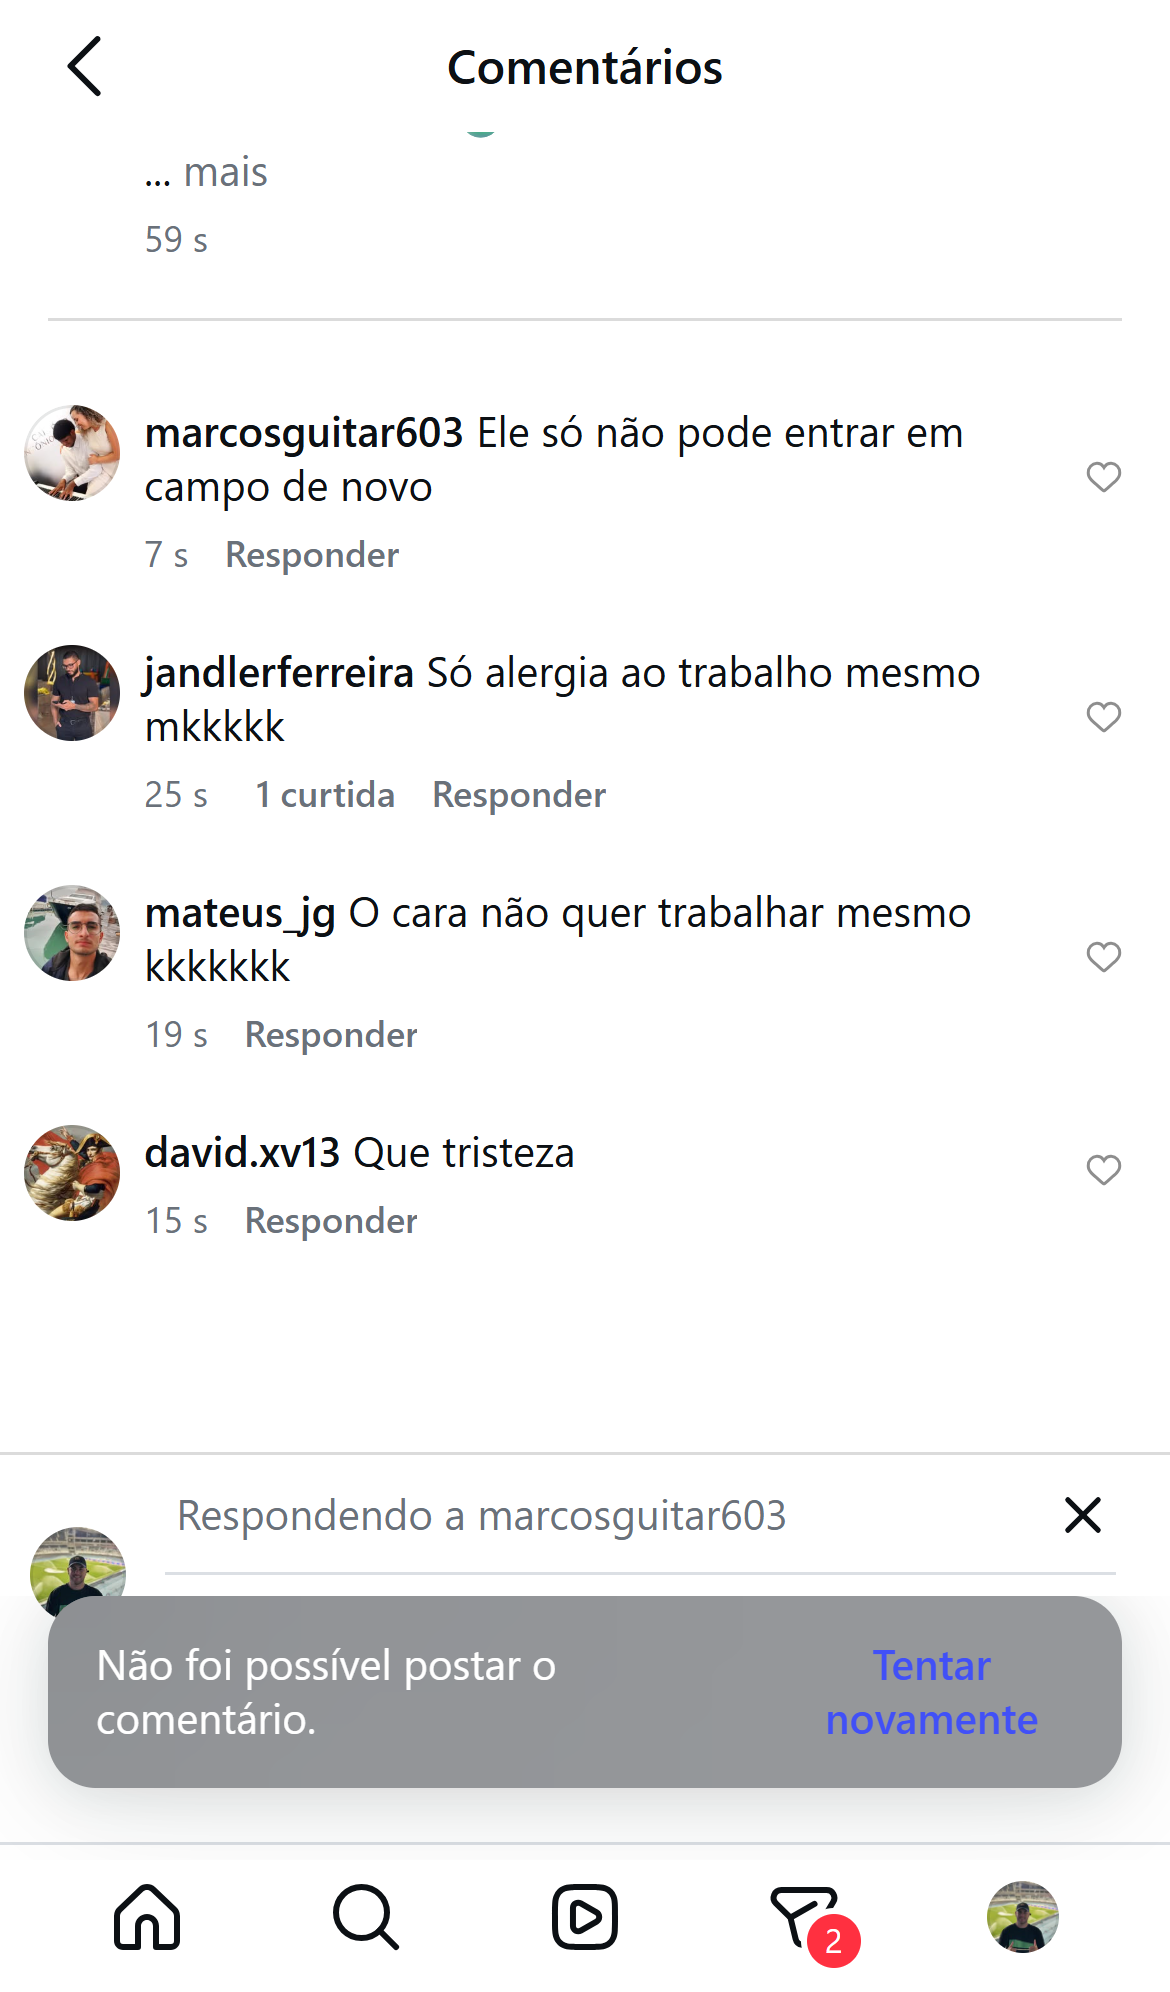 Comentários
... mais
59 s
marcosguitar603 Ele só não pode entrar em
campo de novo
7 s Responder
jandlerferreira Só alergia ao trabalho mesmo
mkkkkk
25 s 1 curtida Responder
mateus_jg O cara não quer trabalhar mesmo
kkkkkkk
19 s Responder
david.xv13 Que tristeza
15 s Responder
Respondendo a marcosguitar603
Não foi possível postar o
comentário.
Tentar
novamente
2